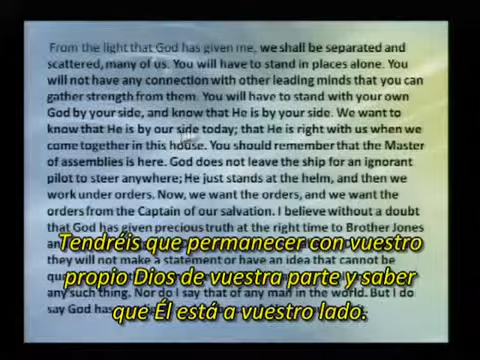 From the light that God has given me, we shall be separated and
scattered, many of us. You will have to stand in places alone. You
will not have any connection with other leading minds that you can
gather strength from them. You will have to stand with your own
God by your side, and know that He is by your side. We want to
know that He is by our side today; that He is right with us when we
come together in this house. You should remember that the Master
of assemblies is here. God does not leave the ship for an ignorant
pilot to steer anywhere; He just stands at the helm, and then we
work under orders. Now, we want the orders, and we want the
orders from the Captain of our salvation. I believe without a doubt
that God has given precious truth at the right time to Brother Jones
Tendréis que permanecer con vuestro
they will not make a statement or have an idea that cannot be
propio Dios de vuestra parte y saber
any such thing. Nor do I say that of any man in the world. But I do
say God has
que Él está a vuestro lado.